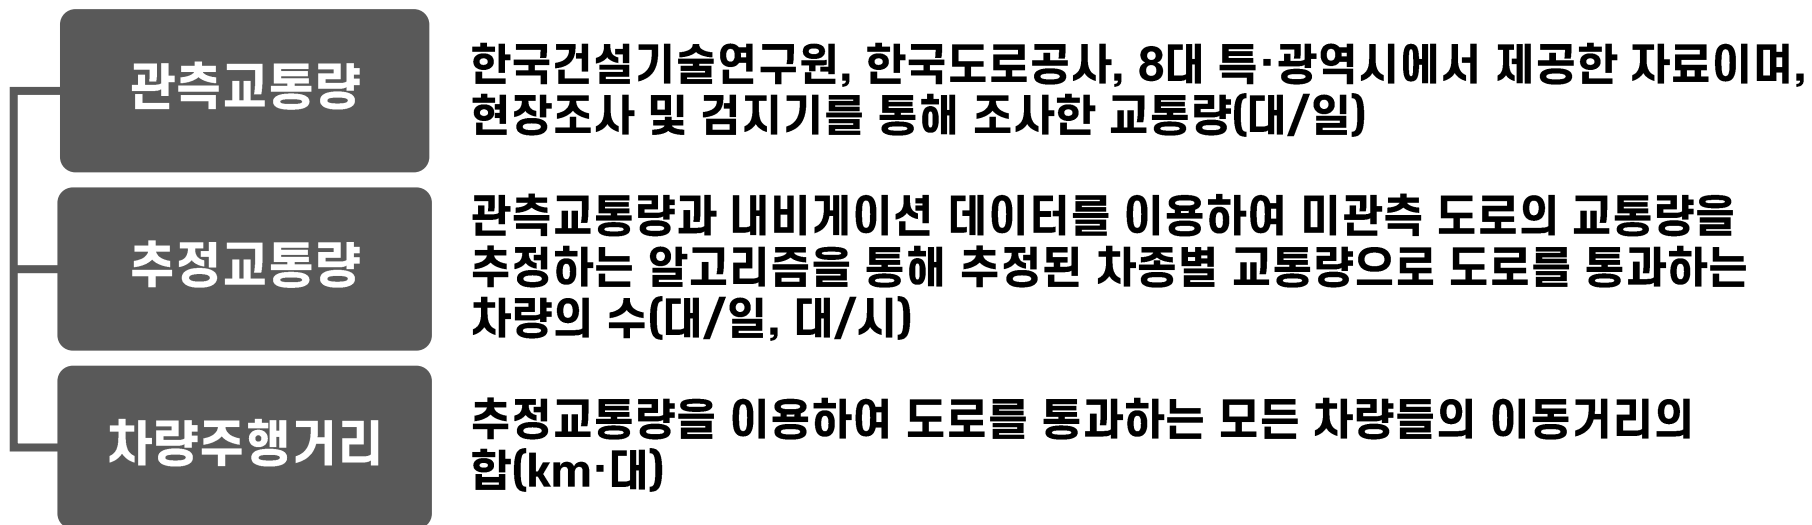 관측교통량
한국건설기술연구원, 한국도로공사, 8대 특·광역시에서 제공한 자료이며,
현장조사 및 검지기를 통해 조사한 교통량(대/일)
추정교통량
관측교통량과 내비게이션 데이터를 이용하여 미관측 도로의 교통량을
추정하는 알고리즘을 통해 추정된 차종별 교통량으로 도로를 통과하는
차량의 수(대/일, 대/시)
차량주행거리
추정교통량을 이용하여 도로를 통과하는 모든 차량들의 이동거리의
합(km·대)